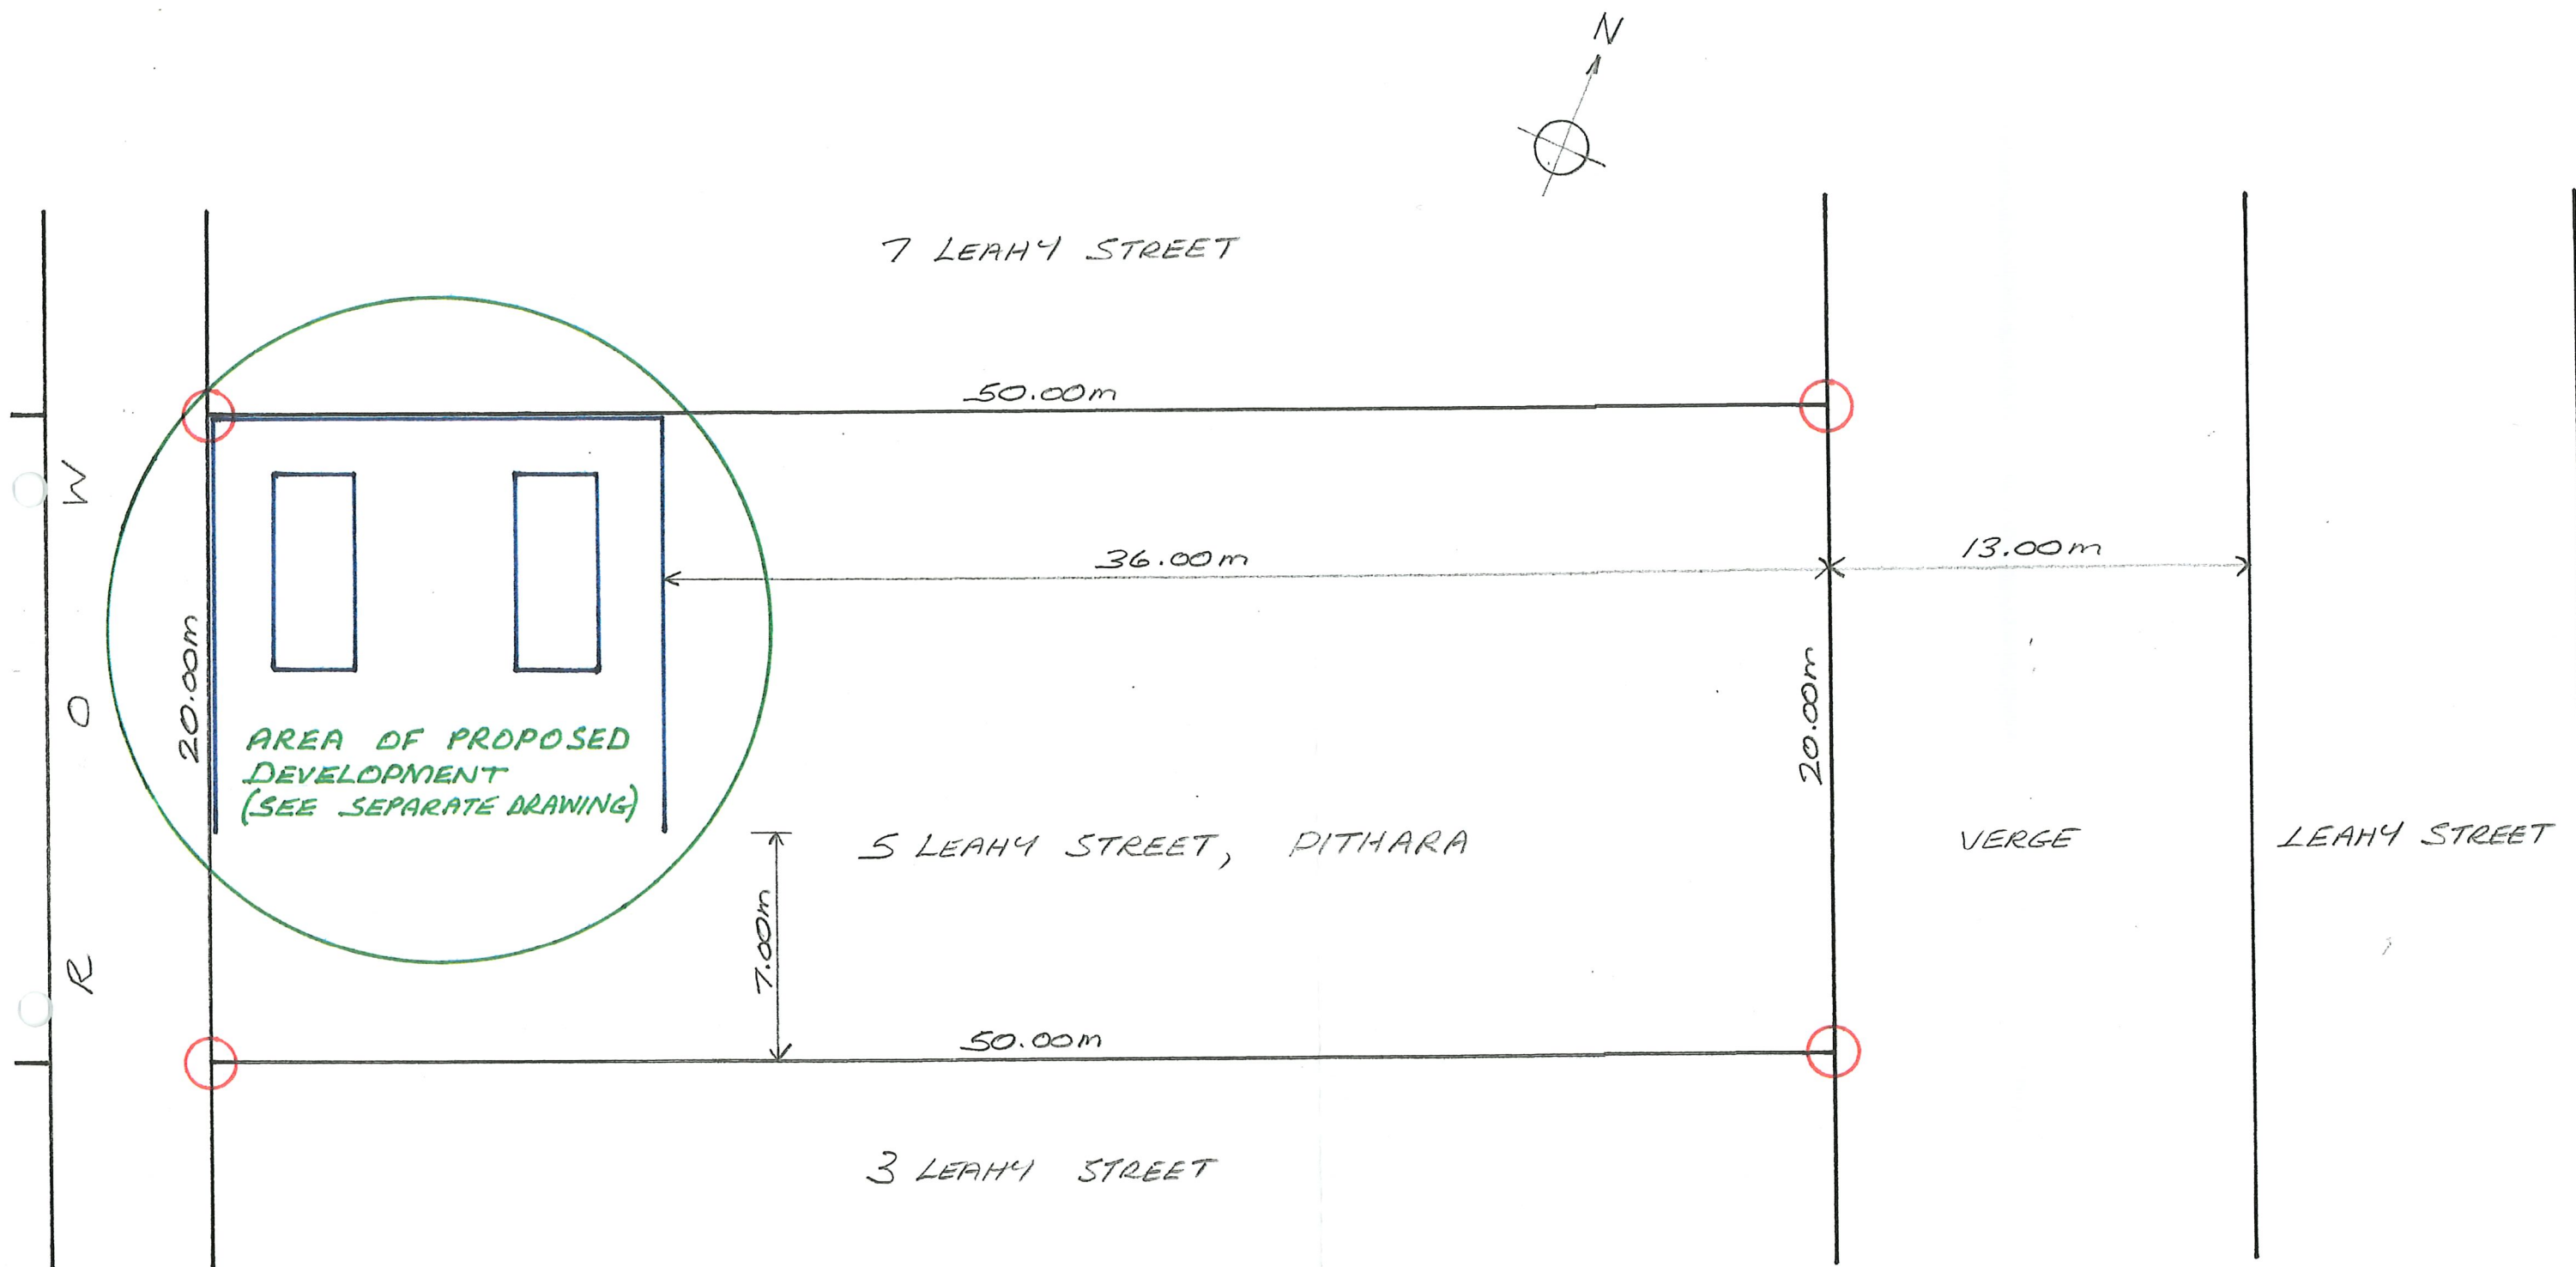 N
7 LEAHY STREET
50.00m
W
O
R
36.00m
13.00m
20.00m
20.00m
AREA OF PROPOSED
DEVELOPMENT
(SEE SEPARATE DRAWING)
5 LEAHY STREET, PITHARA
VERGE
LEAHY STREET
7.00m
50.00m
3 LEAHY STREET